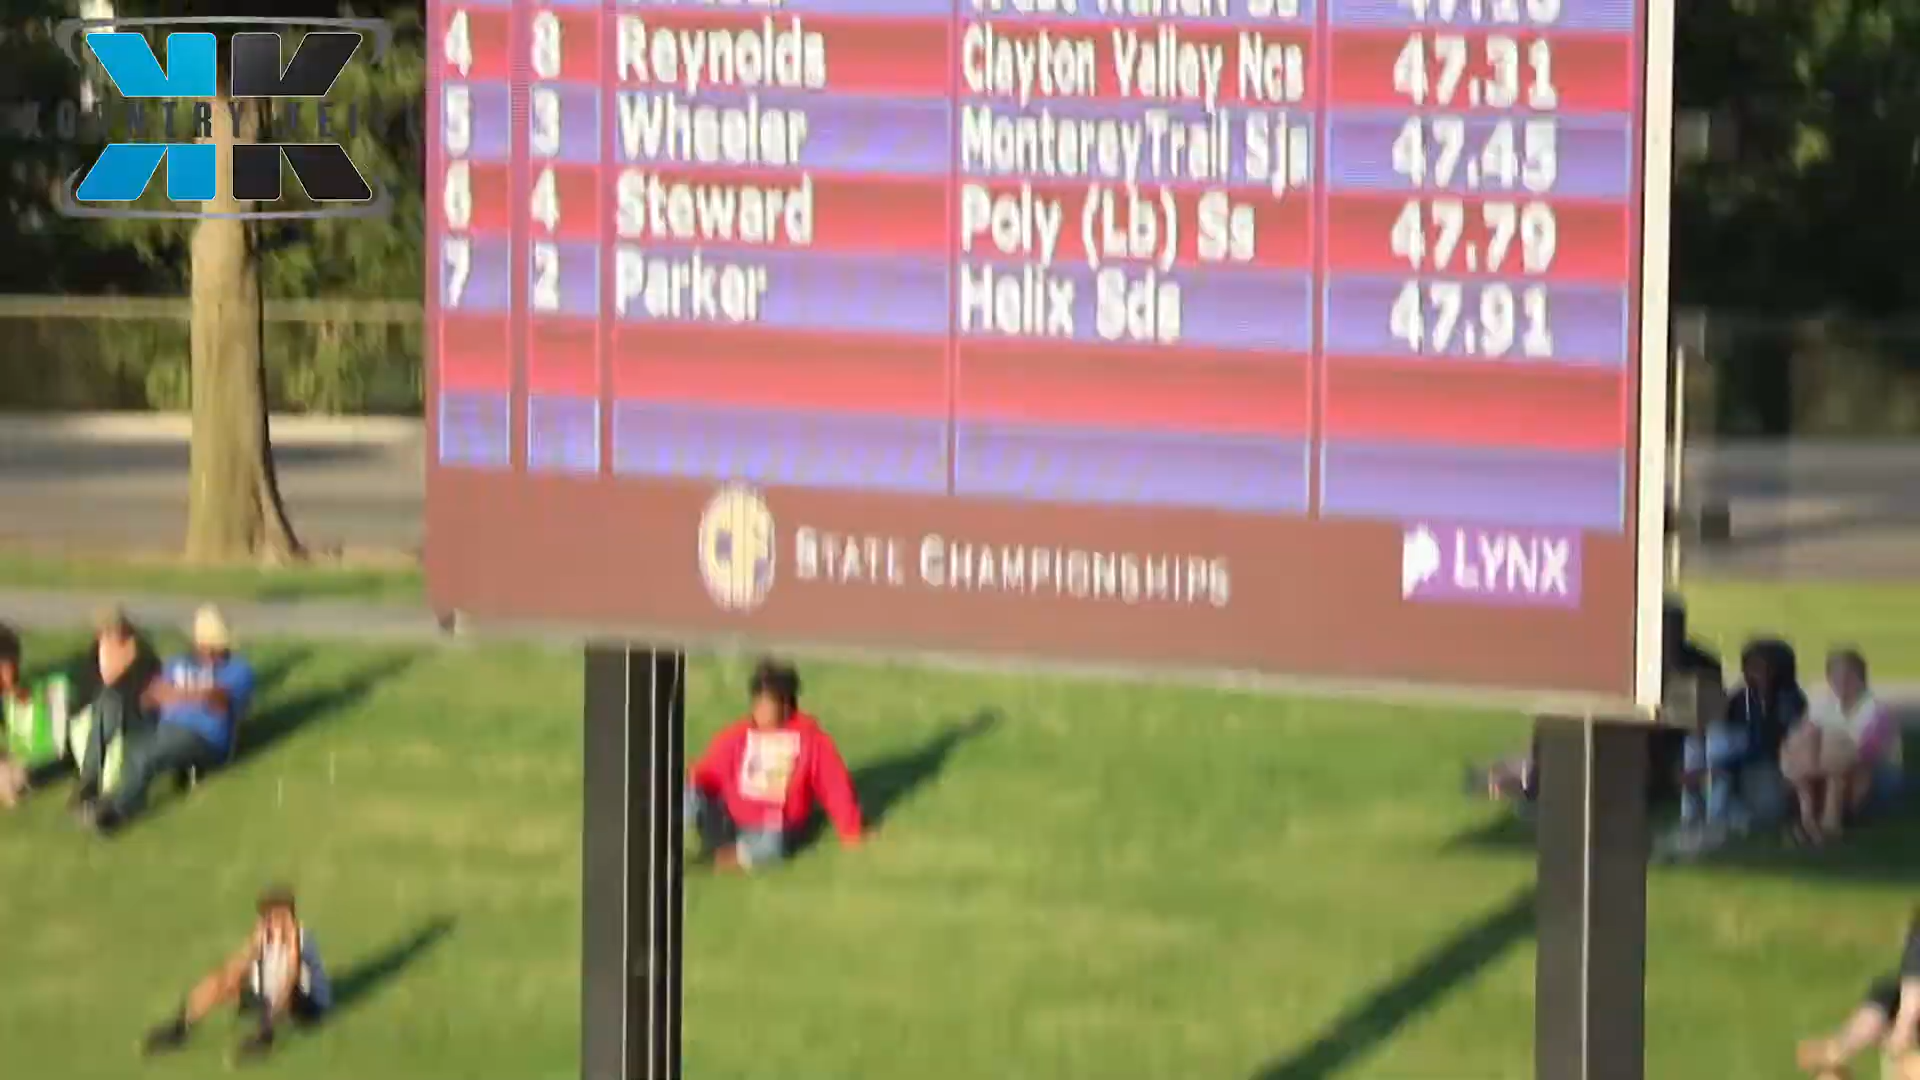 4 8 Reynolds Clayton Valley Ncs 47.31
5 3 Wheeler MontereyTrail Sjs 47.45
6 4 Steward Poly (Lb) Ss 47.79
7 2 Parker Helix Sds 47.91
CIF STATE CHAMPIONSHIPS LYNX